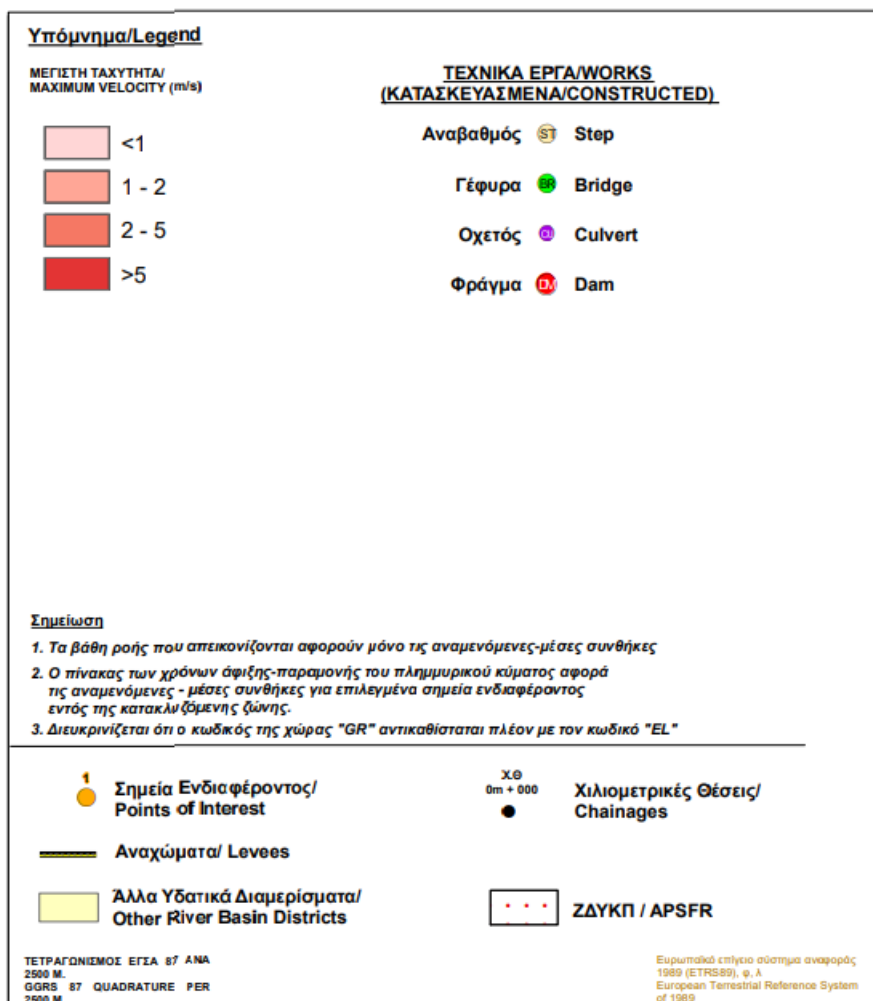 Υπόμνημα/Legend
ΜΕΓΙΣΤΗ ΤΑΧΥΤΗΤΑ/
MAXIMUM VELOCITY (m/s)
<1
1 - 2
2 - 5
>5
ΤΕΧΝΙΚΑ ΕΡΓΑ/WORKS
(ΚΑΤΑΣΚΕΥΑΣΜΕΝΑ/CONSTRUCTED)
Αναβαθμός ST Step
Γέφυρα BR Bridge
Οχετός CU Culvert
Φράγμα DM Dam
Σημείωση
1. Τα βάθη ροής που απεικονίζονται αφορούν μόνο τις αναμενόμενες-μέσες συνθήκες
2. Ο πίνακας των χρόνων άφιξης-παραμονής του πλημμυρικού κύματος αφορά
τις αναμενόμενες - μέσες συνθήκες για επιλεγμένα σημεία ενδιαφέροντος
εντός της κατακλυζόμενης ζώνης.
3. Διευκρινίζεται ότι ο κωδικός της χώρας "GR" αντικαθίσταται πλέον με τον κωδικό "EL"
1
Σημεία Ενδιαφέροντος/
Points of Interest
Χ.Θ
0m + 000
Χιλιομετρικές Θέσεις/
Chainages
Αναχώματα/ Levees
Άλλα Υδατικά Διαμερίσματα/
Other River Basin Districts
ΖΔΥΚΠ / APSFR
ΤΕΤΡΑΓΩΝΙΣΜΟΣ ΕΓΣΑ 87 ΑΝΑ
2500 Μ.
GGRS 87 QUADRATURE PER
2500 M
Ευρωπαϊκό επίγειο σύστημα αναφοράς
1989 (ETRS89), φ, λ
European Terrestrial Reference System
of 1989